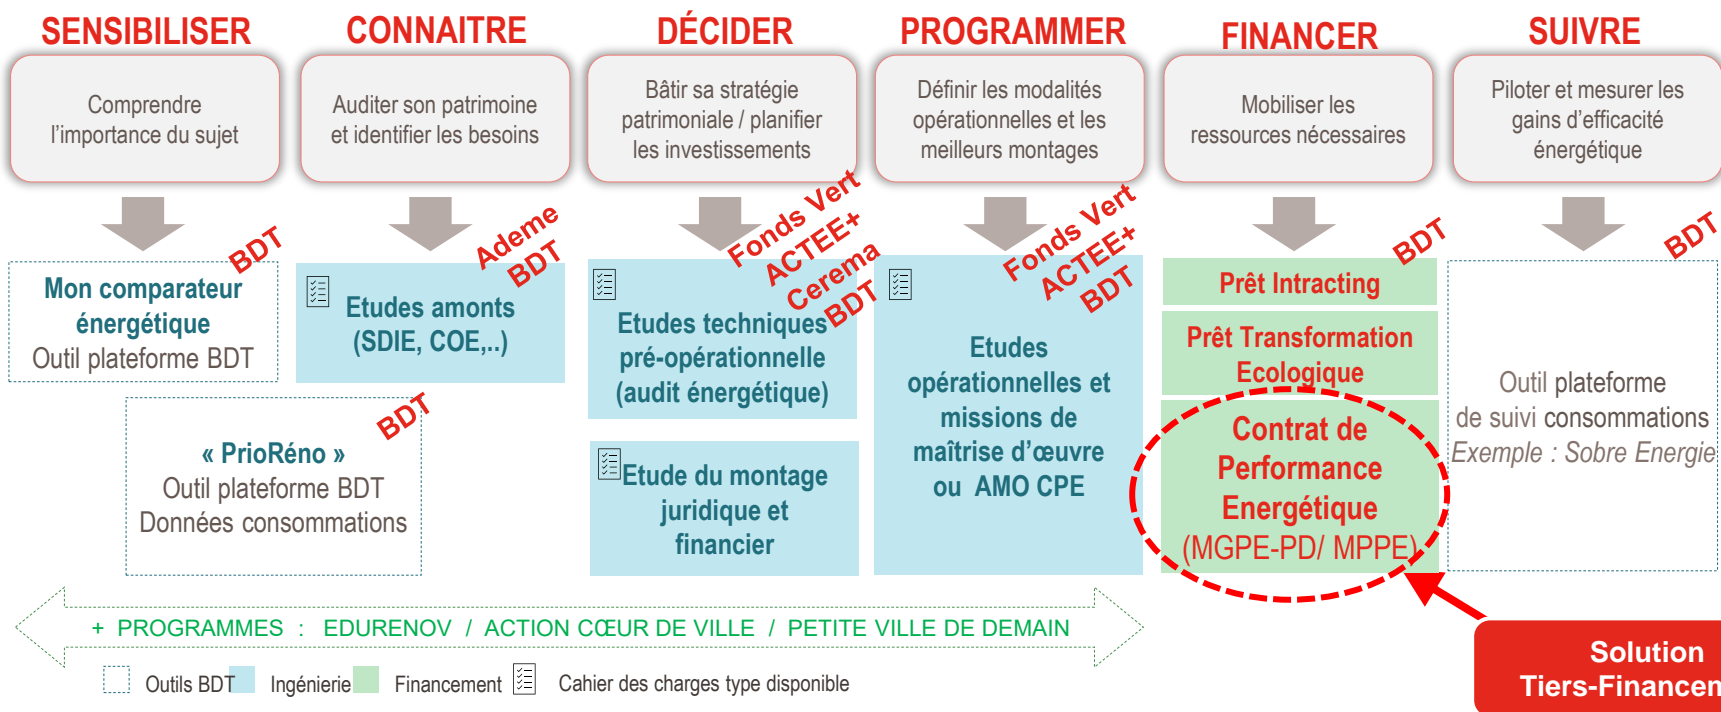 SENSIBILISER
Comprendre
l'importance du sujet
BDT
Mon comparateur
énergétique
Outil plateforme BDT
CONNAITRE
Auditer son patrimoine
et identifier les besoins
Ademe
BDT
Etudes amonts
(SDIE, COE,..)
BDT
« PrioRéno »
Outil plateforme BDT
Données consommations
DÉCIDER
Bâtir sa stratégie
patrimoniale / planifier
les investissements
Fonds Vert
ACTEE+
Cerema
BDT
Etudes techniques
pré-opérationnelle
(audit énergétique)
Etude du montage
juridique et
financier
PROGRAMMER
Définir les modalités
opérationnelles et les
meilleurs montages
Fonds Vert
ACTEE+
BDT
Etudes
opérationnelles et
missions de
maîtrise d'œuvre
ou AMO CPE
FINANCER
Mobiliser les
ressources nécessaires
BDT
Prêt Intracting
Prêt Transformation
Ecologique
Contrat de
Performance
Energétique
(MGPE-PD/ MPPE)
SUIVRE
Piloter et mesurer les
gains d'efficacité
énergétique
BDT
Outil plateforme
de suivi consommations
Exemple : Sobre Energie
+ PROGRAMMES : EDURENOV / ACTION CŒUR DE VILLE / PETITE VILLE DE DEMAIN
Outils BDT
Ingénierie
Financement
Cahier des charges type disponible
Solution